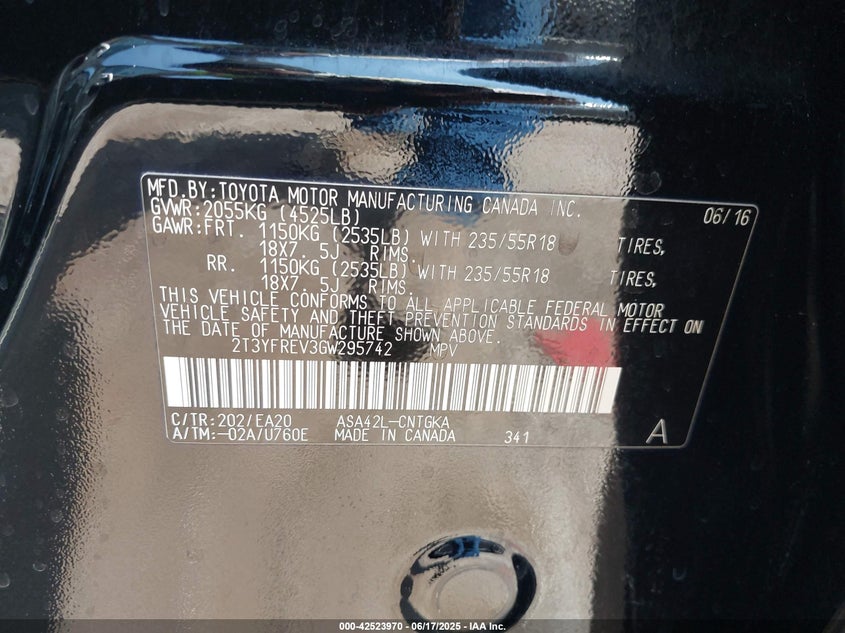 MFD.BY:TOYOTA MOTOR MANUFACTURING CANADA INC. 06/16
GVWR:2055KG (4525LB)
GAWR:FRT. 1150KG (2535LB) WITH 235/55R18 TIRES,
18X7.5J RIMS.
RR. 1150KG (2535LB) WITH 235/55R18 TIRES,
18X7.5J RIMS.
THIS VEHICLE CONFORMS TO ALL APPLICABLE FEDERAL MOTOR
VEHICLE SAFETY AND THEFT PREVENTION STANDARDS IN EFFECT ON
THE DATE OF MANUFACTURE SHOWN ABOVE.
2T3YFREV3GW295742 MPV
C/TR:202/EA20 ASA42L-CNTGKA
A/TM:-02A/U760E MADE IN CANADA 341 A
000-42523970 - 06/17/2025 - IAA Inc.